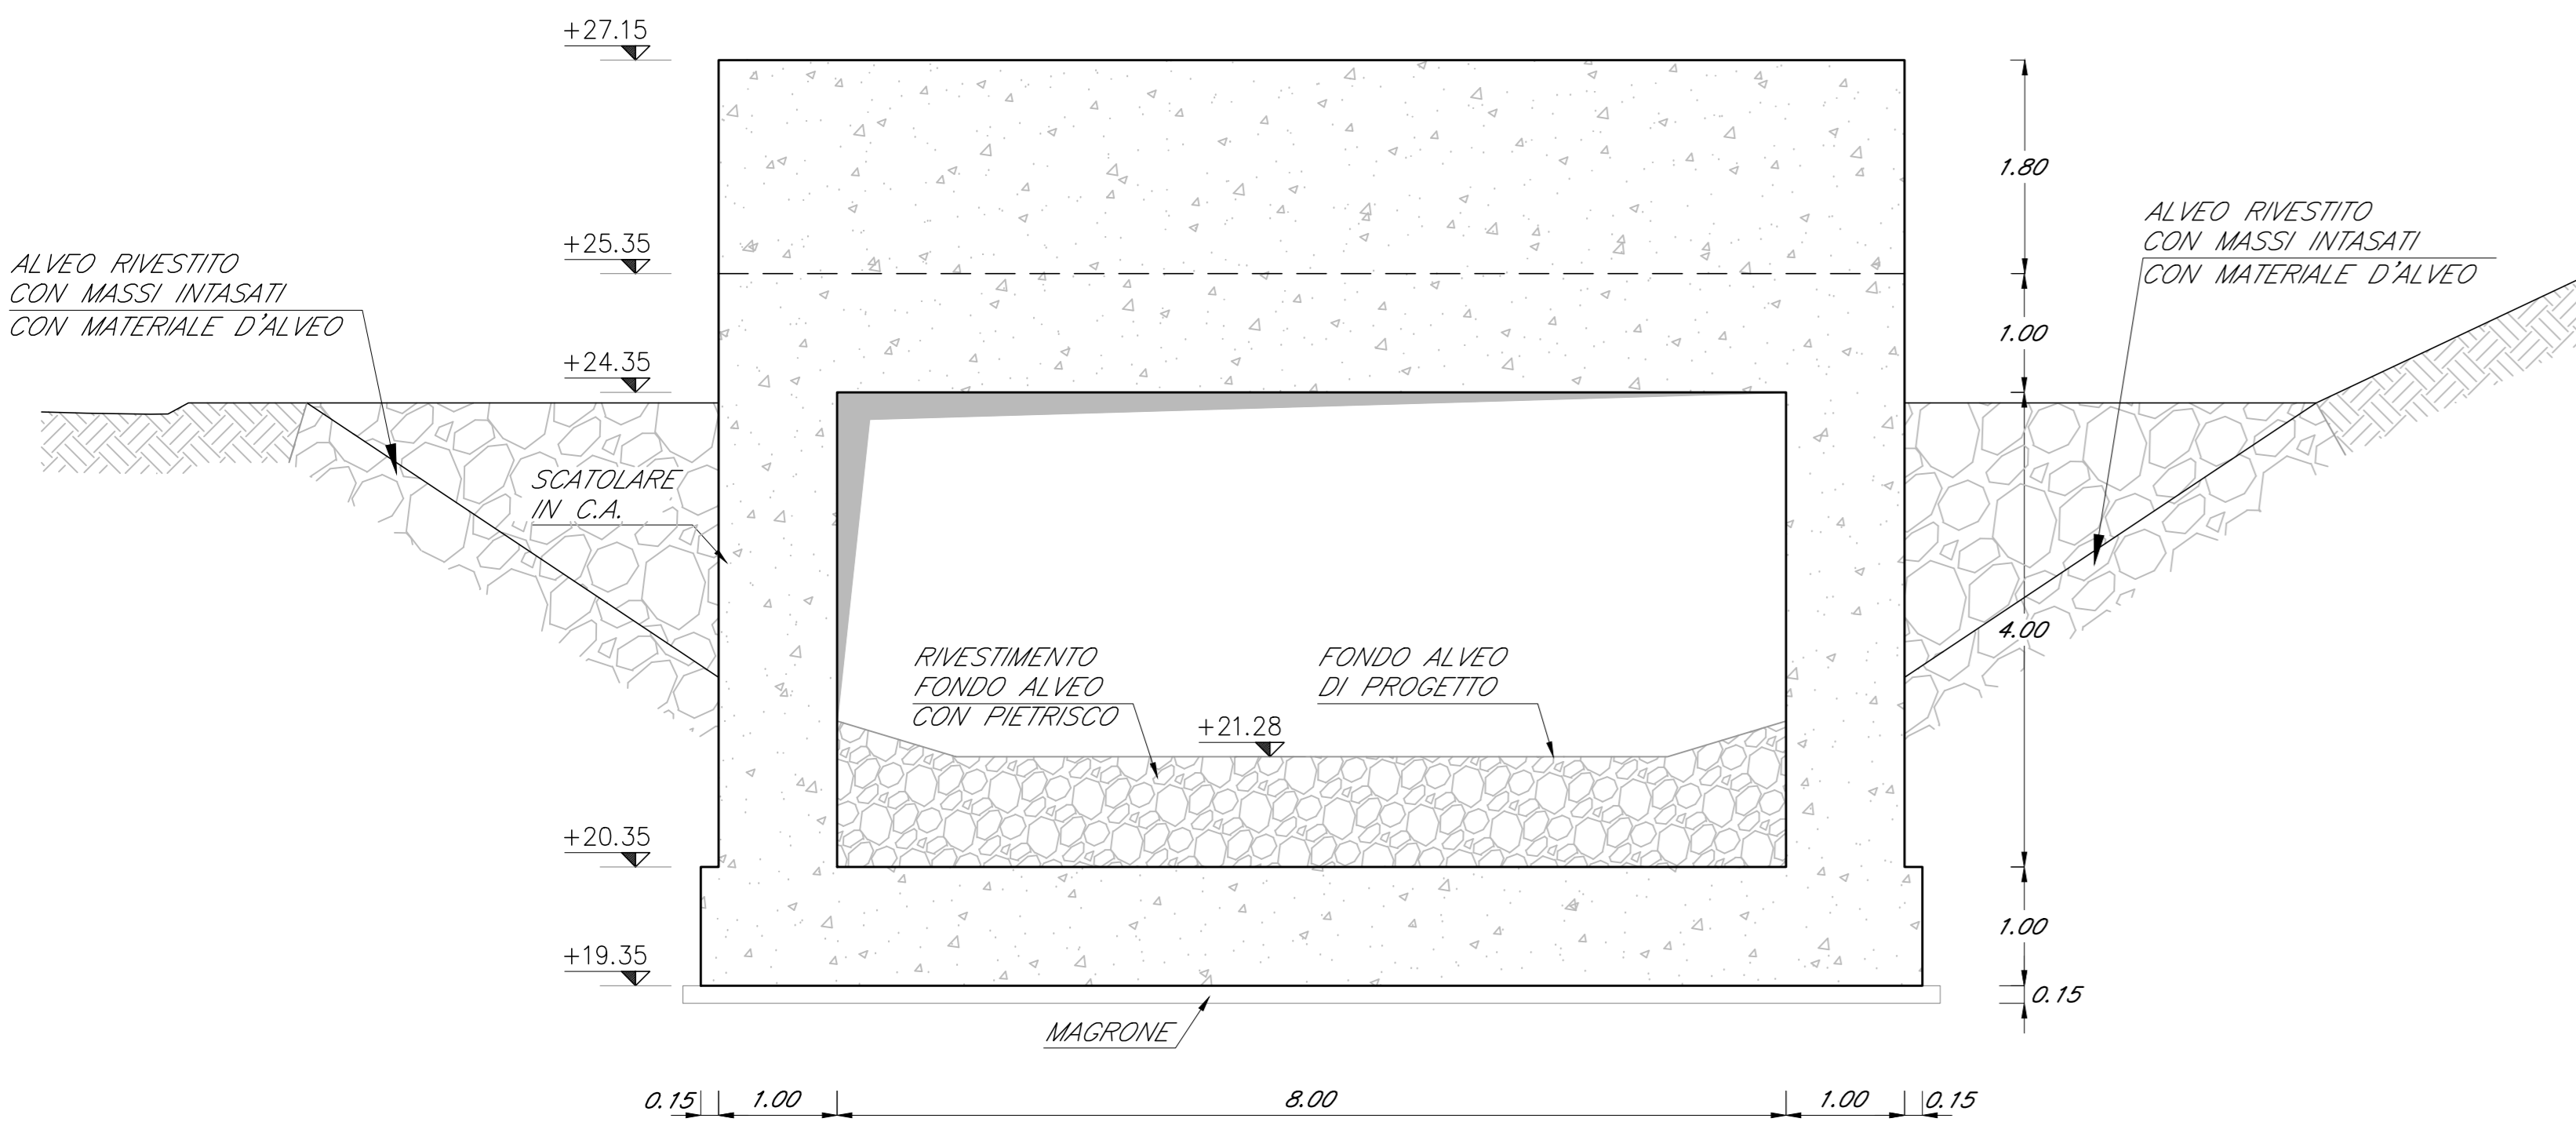 +27.15
1.80
ALVEO RIVESTITO
CON MASSI INTASATI
CON MATERIALE D'ALVEO
+25.35
ALVEO RIVESTITO
CON MASSI INTASATI
CON MATERIALE D'ALVEO
1.00
+24.35
SCATOLARE
IN C.A.
4.00
RIVESTIMENTO
FONDO ALVEO
CON PIETRISCO
FONDO ALVEO
DI PROGETTO
+21.28
+20.35
1.00
+19.35
0.15
MAGRONE
0.15
1.00
8.00
1.00
0.15